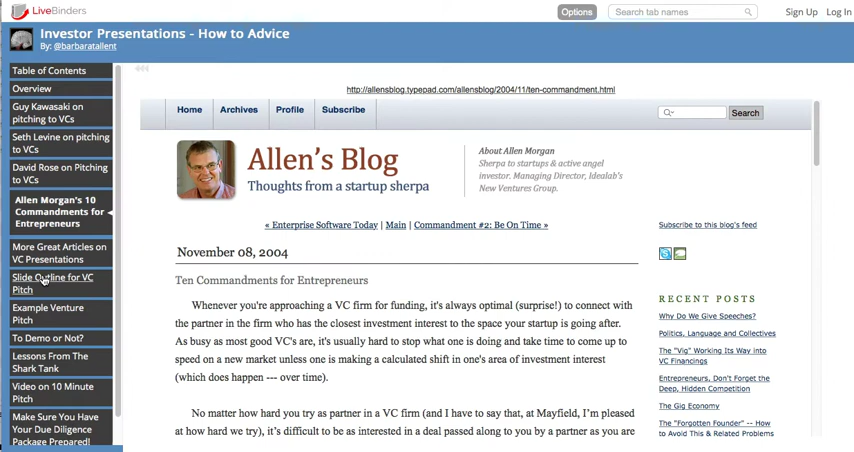 LiveBinders
Options
Search tab names
Sign Up
Log In
Investor Presentations - How to Advice
By: @barbaratallent
Table of Contents
Overview
Guy Kawasaki on
pitching to VCs
Seth Levine on pitching
to VCs
David Rose on Pitching
to VCs
Allen Morgan's 10
Commandments for
Entrepreneurs
More Great Articles on
VC Presentations
Slide Outline for VC
Pitch
Example Venture
Pitch
To Demo or Not?
Lessons From The
Shark Tank
Video on 10 Minute
Pitch
Make Sure You Have
Your Due Diligence
Package Prepared!
http://allensblog.typepad.com/allensblog/2004/11/ten-commandment.html
Home
Archives
Profile
Subscribe
Search
Allen's Blog
Thoughts from a startup sherpa
About Allen Morgan
Sherpa to startups & active angel
investor. Managing Director, Idealab's
New Ventures Group.
« Enterprise Software Today | Main | Commandment #2: Be On Time »
November 08, 2004
Ten Commandments for Entrepreneurs
Whenever you're approaching a VC firm for funding, it's always optimal (surprise!) to connect with
the partner in the firm who has the closest investment interest to the space your startup is going after.
As busy as most good VC's are, it's usually hard to stop what one is doing and take time to come up to
speed on a new market unless one is making a calculated shift in one's area of investment interest
(which does happen --- over time).
No matter how hard you try as partner in a VC firm (and I have to say that, at Mayfield, I'm pleased
at how hard we try), it's difficult to be as interested in a deal passed along to you by a partner as you are
Subscribe to this blog's feed
RECENT POSTS
Why Do We Give Speeches?
Politics, Language and Collectives
The "Vig" Working Its Way into
VC Financings
Entrepreneurs, Don't Forget the
Deep, Hidden Competition
The Gig Economy
The "Forgotten Founder" -- How
to Avoid This & Related Problems